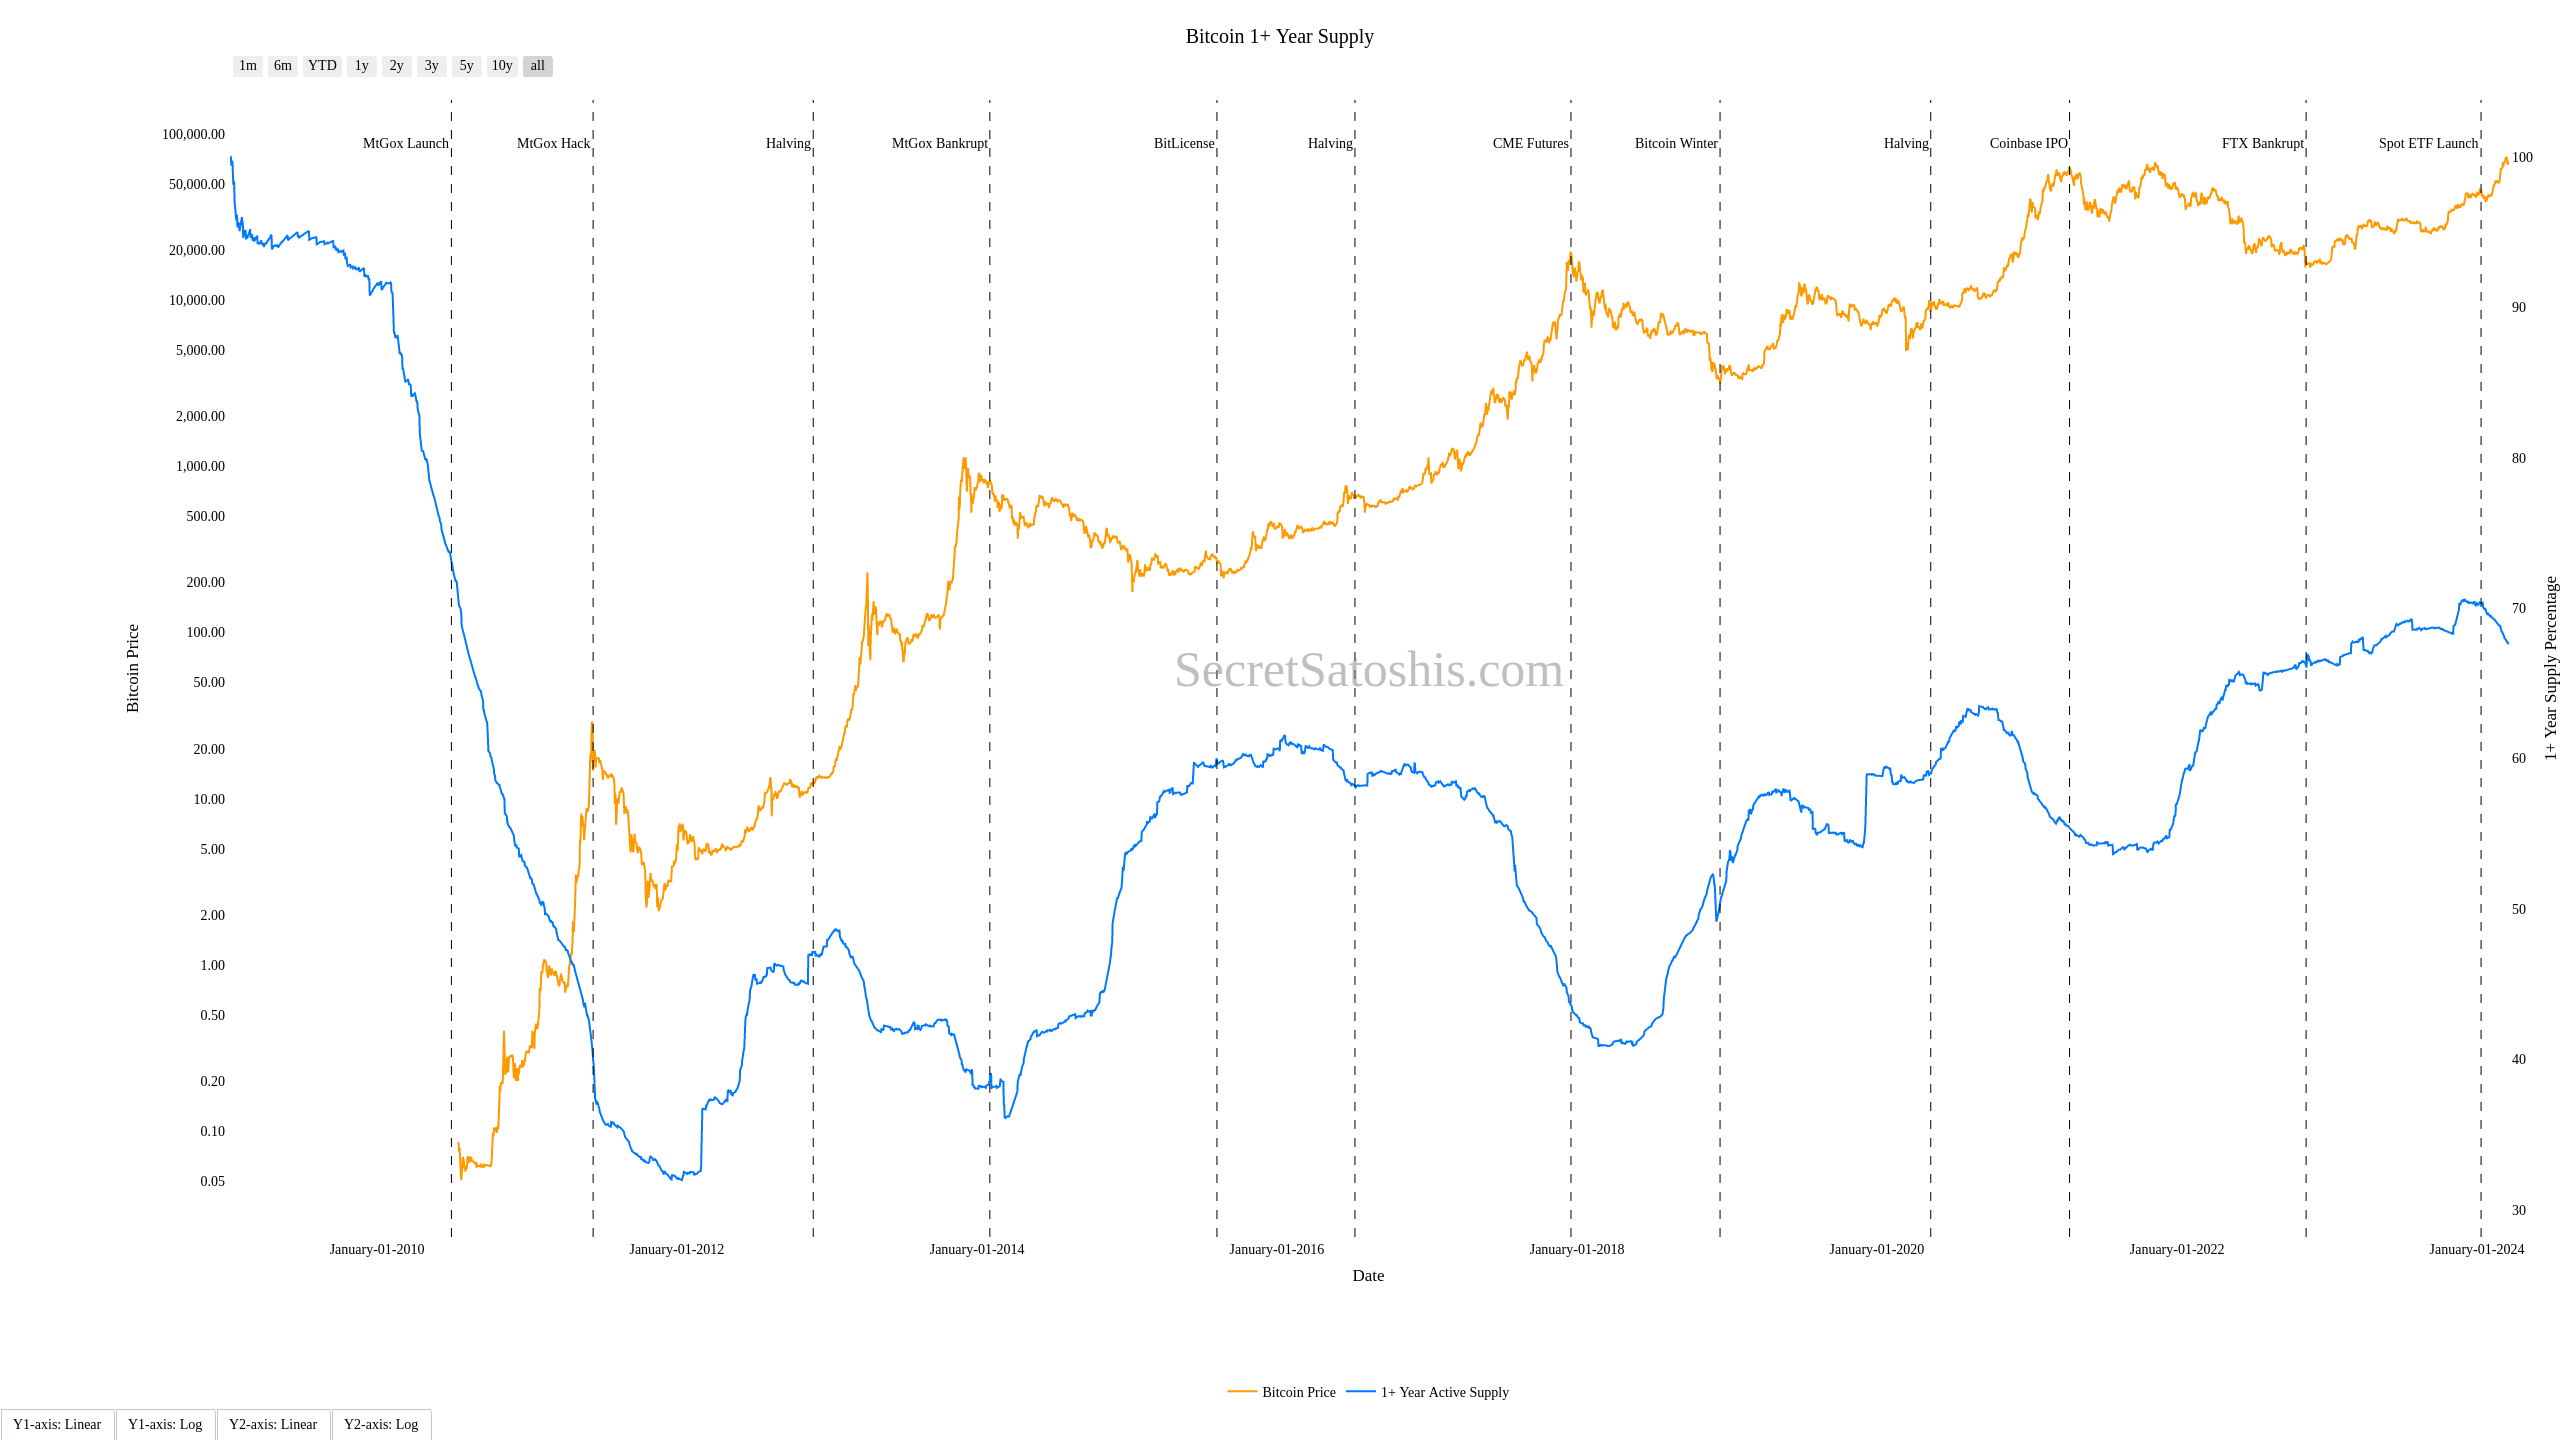 Bitcoin 1+ Year Supply
1m 6m YTD 1y 2y 3y 5y 10y all
MtGox Launch MtGox Hack Halving MtGox Bankrupt BitLicense Halving CME Futures Bitcoin Winter Halving Coinbase IPO FTX Bankrupt Spot ETF Launch
100,000.00
50,000.00
20,000.00
10,000.00
5,000.00
2,000.00
1,000.00
500.00
200.00
100.00
50.00
20.00
10.00
5.00
2.00
1.00
0.50
0.20
0.10
0.05
Bitcoin Price
SecretSatoshis.com
100
90
80
70
60
50
40
30
1+ Year Supply Percentage
January-01-2010 January-01-2012 January-01-2014 January-01-2016 January-01-2018 January-01-2020 January-01-2022 January-01-2024
Date
Bitcoin Price 1+ Year Active Supply
Y1-axis: Linear Y1-axis: Log Y2-axis: Linear Y2-axis: Log